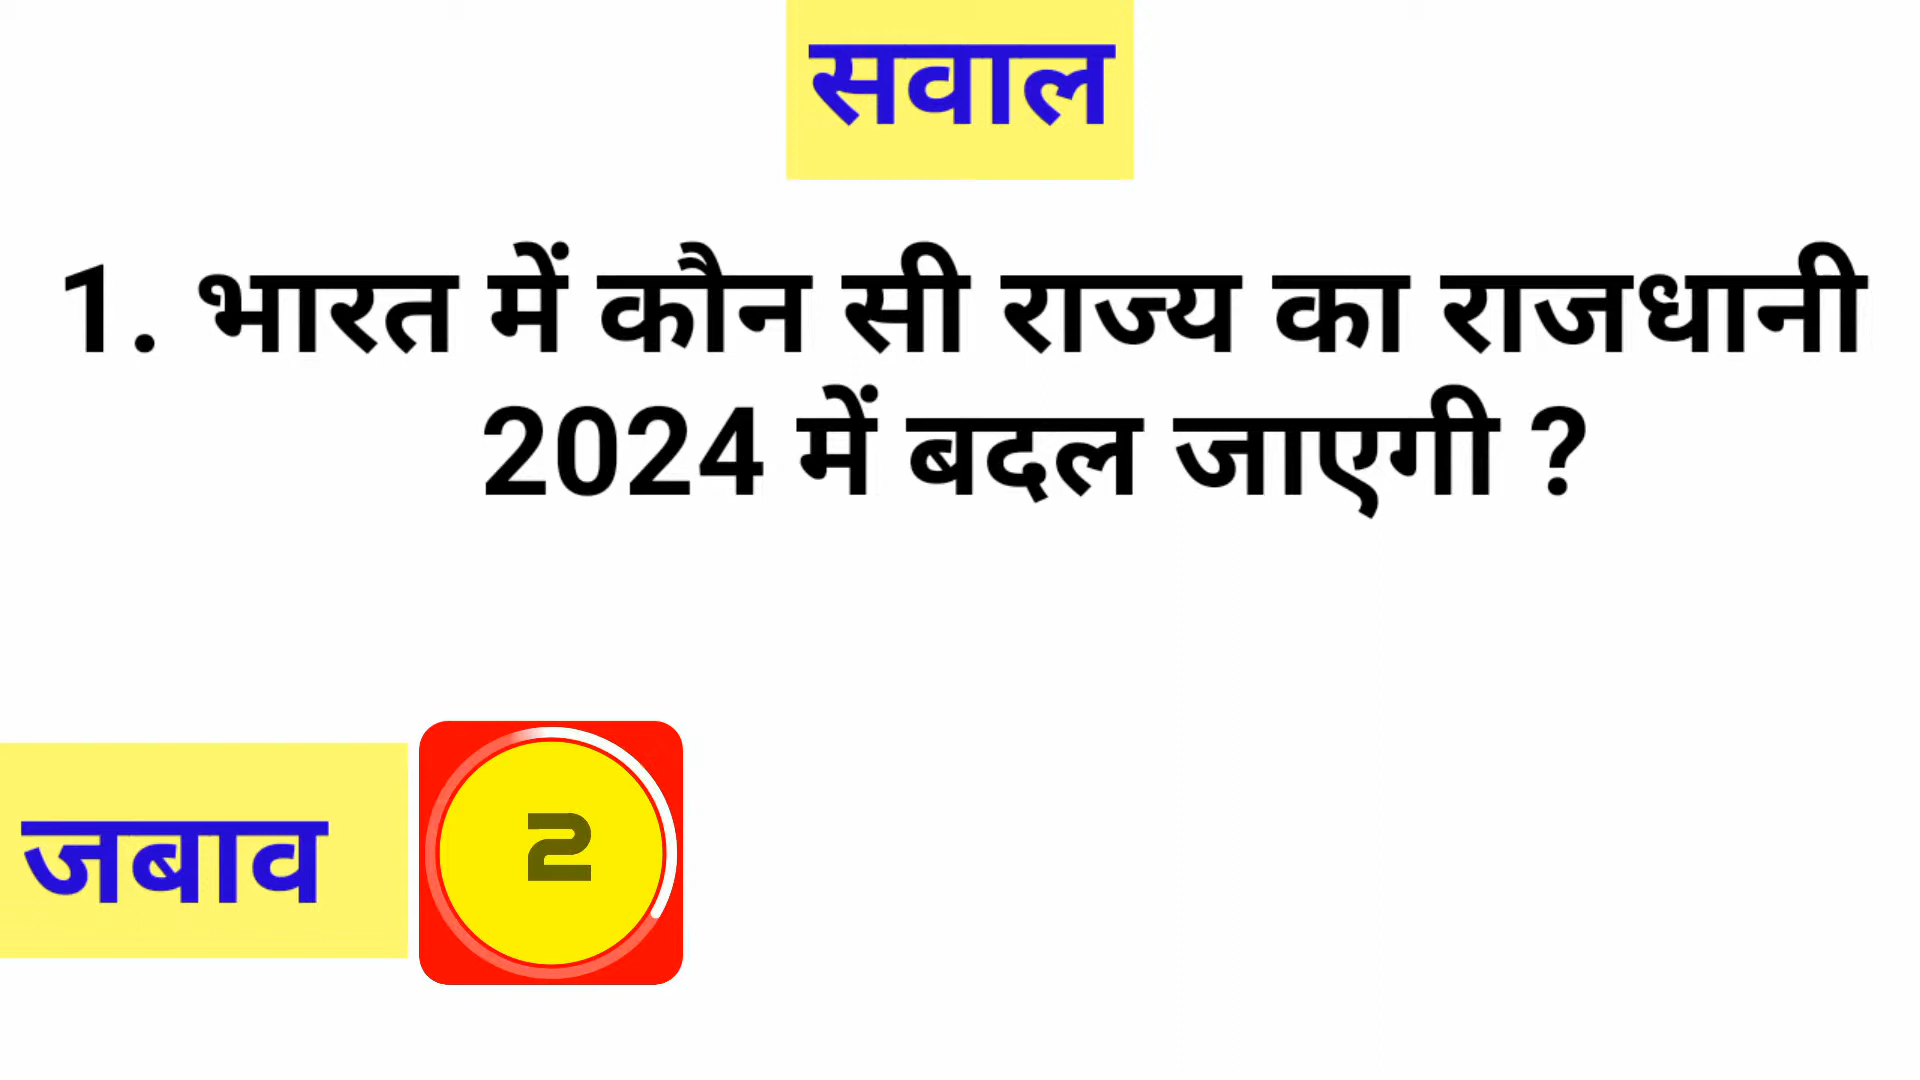 सवाल
1. भारत में कौन सी राज्य का राजधानी
2024 में बदल जाएगी ?
जबाव
2